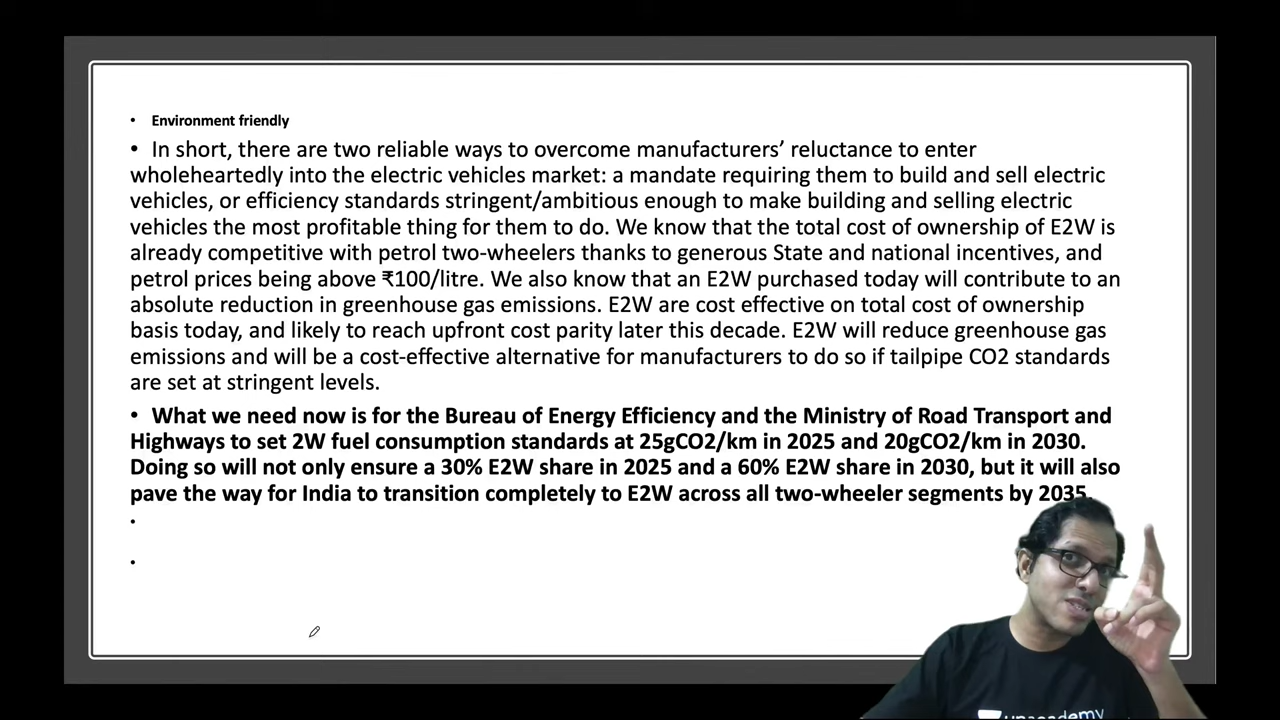 • Environment friendly
• In short, there are two reliable ways to overcome manufacturers’ reluctance to enter
wholeheartedly into the electric vehicles market: a mandate requiring them to build and sell electric
vehicles, or efficiency standards stringent/ambitious enough to make building and selling electric
vehicles the most profitable thing for them to do. We know that the total cost of ownership of E2W is
already competitive with petrol two-wheelers thanks to generous State and national incentives, and
petrol prices being above ₹100/litre. We also know that an E2W purchased today will contribute to an
absolute reduction in greenhouse gas emissions. E2W are cost effective on total cost of ownership
basis today, and likely to reach upfront cost parity later this decade. E2W will reduce greenhouse gas
emissions and will be a cost-effective alternative for manufacturers to do so if tailpipe CO2 standards
are set at stringent levels.
• What we need now is for the Bureau of Energy Efficiency and the Ministry of Road Transport and
Highways to set 2W fuel consumption standards at 25gCO2/km in 2025 and 20gCO2/km in 2030.
Doing so will not only ensure a 30% E2W share in 2025 and a 60% E2W share in 2030, but it will also
pave the way for India to transition completely to E2W across all two-wheeler segments by 2035.
•
•
unacademy